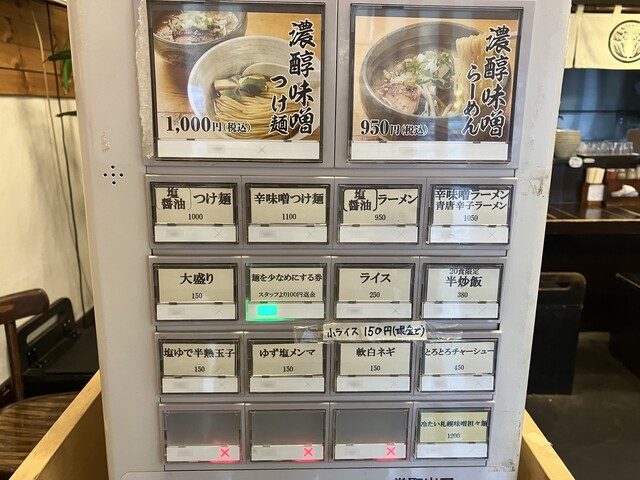 濃醇味噌
つけ麺
1,000円(税込)
濃醇味噌
らーめん
950円(税込)
塩
醤油
つけ麺
1000
辛味噌つけ麺
1100
塩
醤油
ラーメン
950
辛味噌ラーメン
青唐辛子ラーメン
1050
大盛り
150
麺を少なめにする券
スタッフより100円返金
ライス
250
20食限定
半炒飯
380
小ライス 150円(現金で)
塩ゆで半熟玉子
150
ゆず塩メンマ
150
軟白ネギ
150
とろとろチャーシュー
450
冷たい札幌味噌担々麺
1200